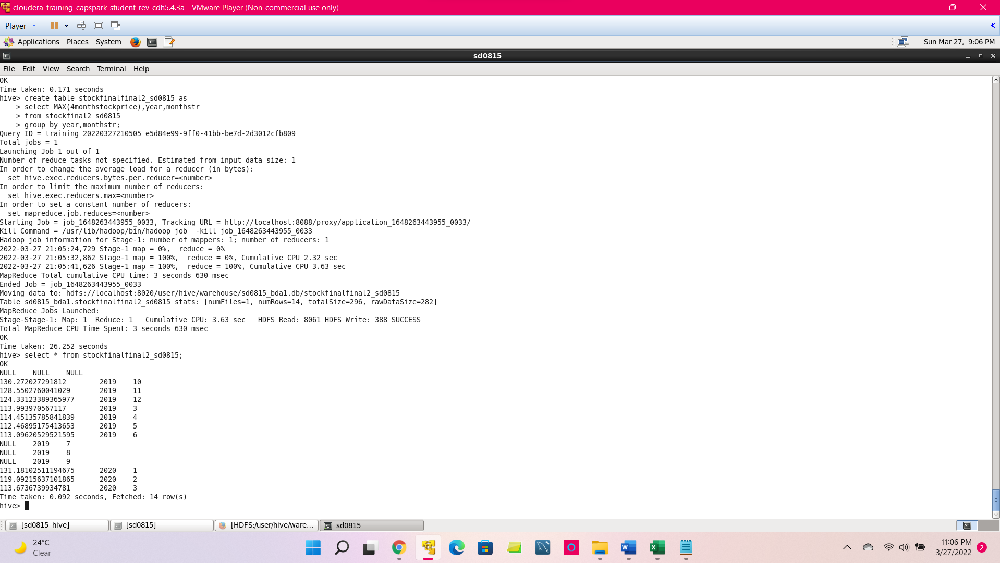 cloudera-training-capspark-student-rev_cdh5.4.3a - VMware Player (Non-commercial use only)
Player
Applications Places System
Sun Mar 27, 9:06 PM
sd0815
File Edit View Search Terminal Help
OK
Time taken: 0.171 seconds
hive> create table stockfinalfinal2_sd0815 as
    > select MAX(4monthstockprice),year,monthstr
    > from stockfinal2_sd0815
    > group by year,monthstr;
Query ID = training_20220327210505_e5d84e99-9ff0-41bb-be7d-2d3012cfb809
Total jobs = 1
Launching Job 1 out of 1
Number of reduce tasks not specified. Estimated from input data size: 1
In order to change the average load for a reducer (in bytes):
  set hive.exec.reducers.bytes.per.reducer=<number>
In order to limit the maximum number of reducers:
  set hive.exec.reducers.max=<number>
In order to set a constant number of reducers:
  set mapreduce.job.reduces=<number>
Starting Job = job_1648263443955_0033, Tracking URL = http://localhost:8088/proxy/application_1648263443955_0033/
Kill Command = /usr/lib/hadoop/bin/hadoop job  -kill job_1648263443955_0033
Hadoop job information for Stage-1: number of mappers: 1; number of reducers: 1
2022-03-27 21:05:24,729 Stage-1 map = 0%,  reduce = 0%
2022-03-27 21:05:32,862 Stage-1 map = 100%,  reduce = 0%, Cumulative CPU 2.32 sec
2022-03-27 21:05:41,626 Stage-1 map = 100%,  reduce = 100%, Cumulative CPU 3.63 sec
MapReduce Total cumulative CPU time: 3 seconds 630 msec
Ended Job = job_1648263443955_0033
Moving data to: hdfs://localhost:8020/user/hive/warehouse/sd0815_bda1.db/stockfinalfinal2_sd0815
Table sd0815_bda1.stockfinalfinal2_sd0815 stats: [numFiles=1, numRows=14, totalSize=296, rawDataSize=282]
MapReduce Jobs Launched:
Stage-Stage-1: Map: 1  Reduce: 1   Cumulative CPU: 3.63 sec   HDFS Read: 8061 HDFS Write: 388 SUCCESS
Total MapReduce CPU Time Spent: 3 seconds 630 msec
OK
Time taken: 26.252 seconds
hive> select * from stockfinalfinal2_sd0815;
OK
NULL    NULL    NULL
130.272027291812        2019    10
128.5502760041029       2019    11
124.33123389365977      2019    12
113.993970567117        2019    3
114.45135785841839      2019    4
112.46895175413653      2019    5
113.09620529521595      2019    6
NULL    2019    7
NULL    2019    8
NULL    2019    9
131.18102511194675      2020    1
119.09215637101865      2020    2
113.6736739934781       2020    3
Time taken: 0.092 seconds, Fetched: 14 row(s)
hive>
[sd0815_hive] [sd0815] [HDFS:/user/hive/ware... sd0815
24°C
Clear
11:06 PM
3/27/2022
2